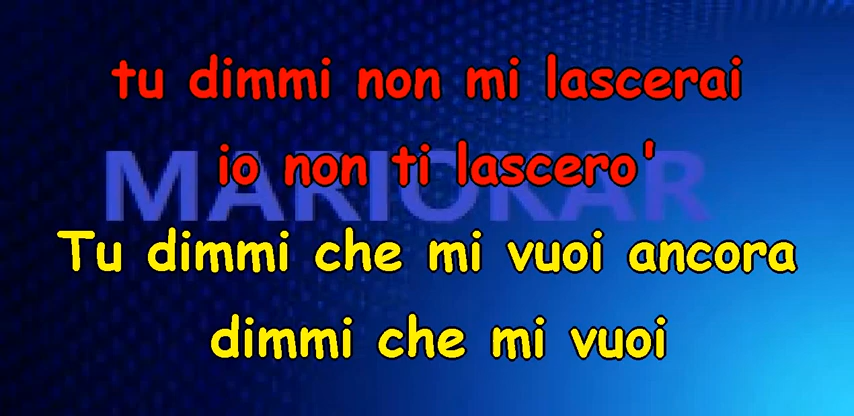 tu dimmi non mi lascerai
io non ti lascero'
MARIOKAR
Tu dimmi che mi vuoi ancora
dimmi che mi vuoi